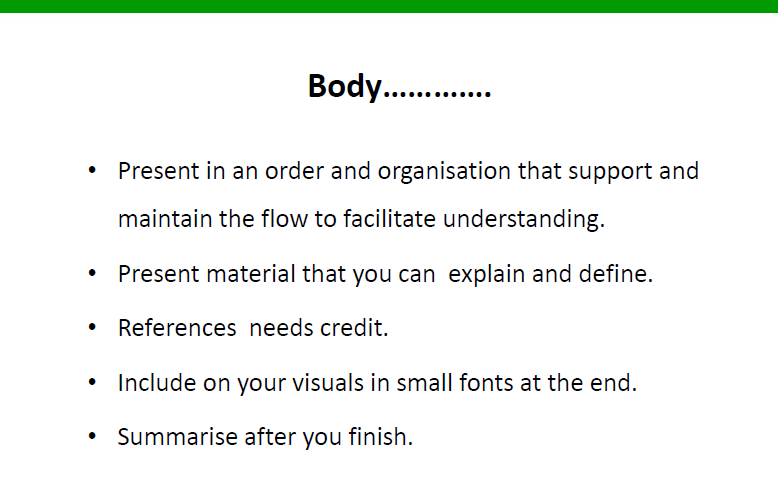 Body………….
• Present in an order and organisation that support and
maintain the flow to facilitate understanding.
• Present material that you can  explain and define.
• References  needs credit.
• Include on your visuals in small fonts at the end.
• Summarise after you finish.